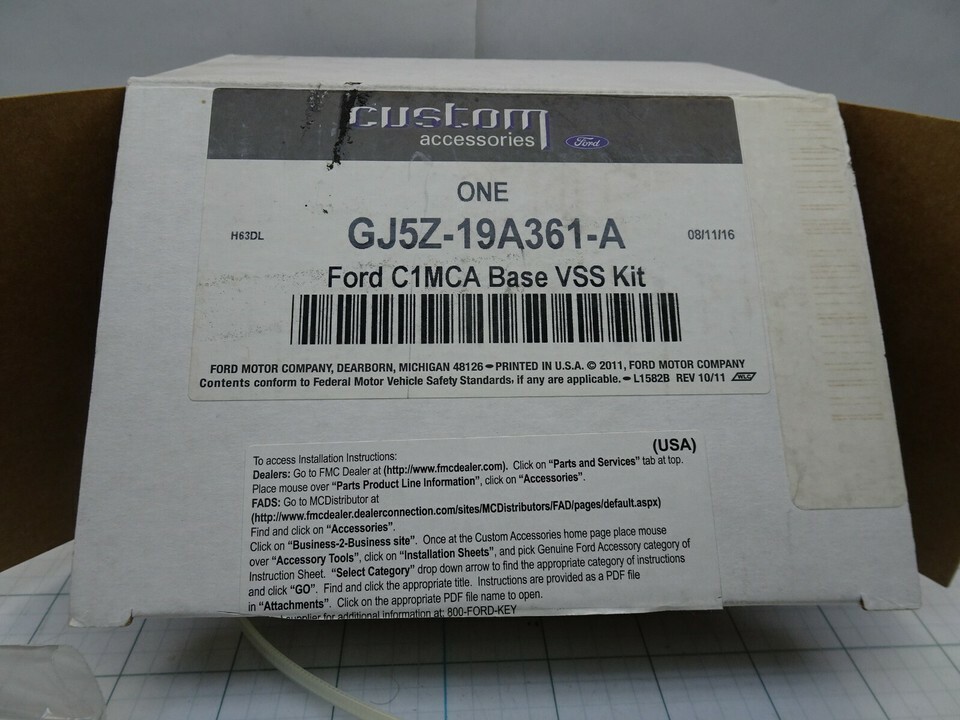 custom
accessories Ford
ONE
H63DL GJ5Z-19A361-A 08/11/16
Ford C1MCA Base VSS Kit
FORD MOTOR COMPANY, DEARBORN, MICHIGAN 48126 – PRINTED IN U.S.A. © 2011, FORD MOTOR COMPANY
Contents conform to Federal Motor Vehicle Safety Standards, if any are applicable. – L1582B REV 10/11 WLC
(USA)
To access Installation Instructions:
Dealers: Go to FMC Dealer at (http://www.fmcdealer.com). Click on “Parts and Services” tab at top.
Place mouse over “Parts Product Line Information”, click on “Accessories”.
FADS: Go to MCDistributor at
(http://www.fmcdealer.dealerconnection.com/sites/MCDistributors/FAD/pages/default.aspx)
Find and click on “Accessories”.
Click on “Business-2-Business site”. Once at the Custom Accessories home page place mouse
over “Accessory Tools”, click on “Installation Sheets”, and pick Genuine Ford Accessory category of
Instruction Sheet. “Select Category” drop down arrow to find the appropriate category of instructions
and click “GO”. Find and click the appropriate title. Instructions are provided as a PDF file
in “Attachments”. Click on the appropriate PDF file name to open.
supplier for additional information at: 800-FORD-KEY